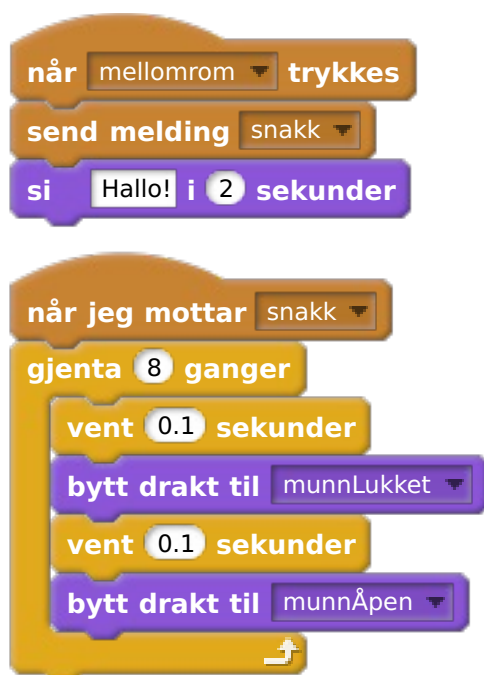 når mellomrom trykkes
send melding snakk
si Hallo! i 2 sekunder
når jeg mottar snakk
gjenta 8 ganger
vent 0.1 sekunder
bytt drakt til munnLukket
vent 0.1 sekunder
bytt drakt til munnÅpen